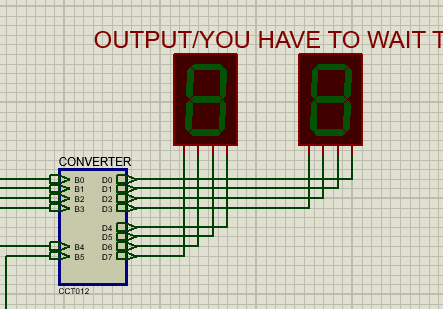 OUTPUT/YOU HAVE TO WAIT T
CONVERTER
B0 D0
B1 D1
B2 D2
B3 D3
D4
D5
B4 D6
B5 D7
CCT012